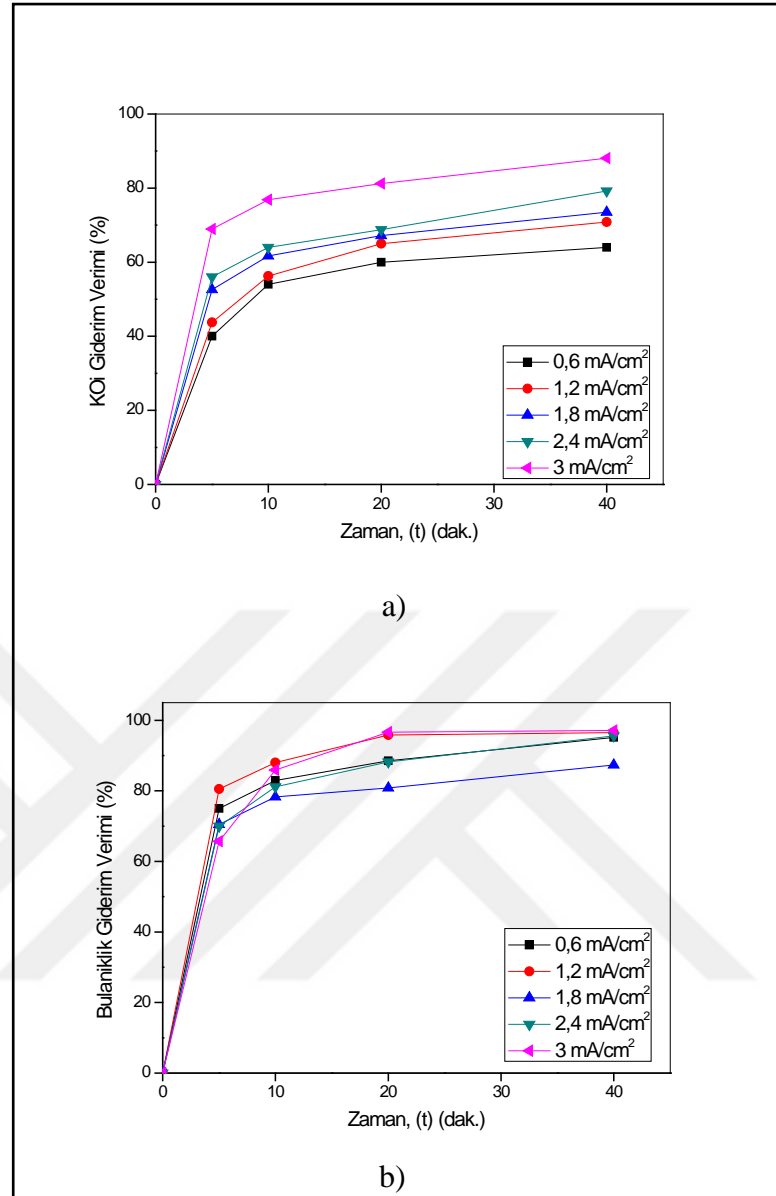 100
80
60
40
20
0
KOi Giderim Verimi (%)
0,6 mA/cm²
1,2 mA/cm²
1,8 mA/cm²
2,4 mA/cm²
3 mA/cm²
0 10 20 30 40
Zaman, (t) (dak.)
a)
100
80
60
40
20
0
Bulaniklik Giderim Verimi (%)
0,6 mA/cm²
1,2 mA/cm²
1,8 mA/cm²
2,4 mA/cm²
3 mA/cm²
0 10 20 30 40
Zaman, (t) (dak.)
b)